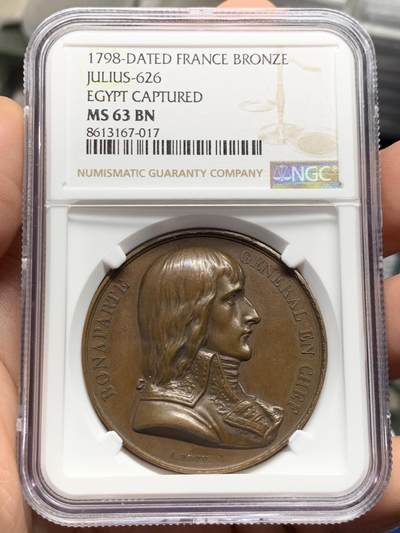 1798-DATED FRANCE BRONZE
JULIUS-626
EGYPT CAPTURED
MS 63 BN
8613167-017
NUMISMATIC GUARANTY COMPANY
NGC
BONAPARTE
GENERAL EN CHEF